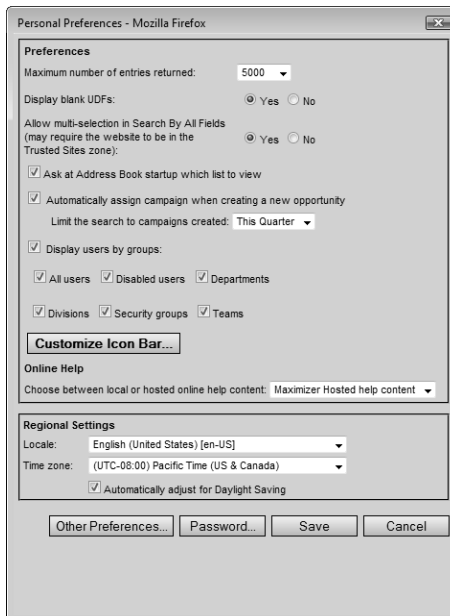 Personal Preferences - Mozilla Firefox
Preferences
Maximum number of entries returned: 5000
Display blank UDFs: Yes No
Allow multi-selection in Search By All Fields
(may require the website to be in the Yes No
Trusted Sites zone):
Ask at Address Book startup which list to view
Automatically assign campaign when creating a new opportunity
Limit the search to campaigns created: This Quarter
Display users by groups:
All users Disabled users Departments
Divisions Security groups Teams
Customize Icon Bar...
Online Help
Choose between local or hosted online help content: Maximizer Hosted help content
Regional Settings
Locale: English (United States) [en-US]
Time zone: (UTC-08:00) Pacific Time (US & Canada)
Automatically adjust for Daylight Saving
Other Preferences... Password... Save Cancel